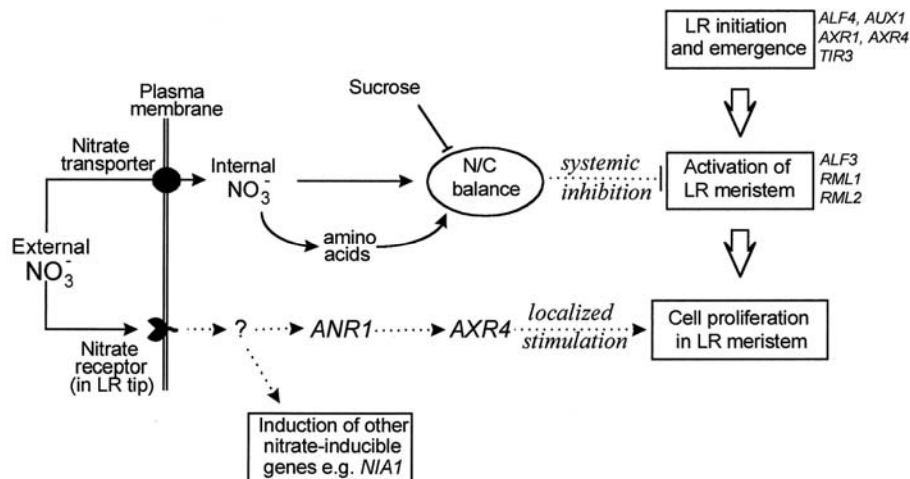 LR initiation
and emergence
ALF4, AUX1
AXR1, AXR4
TIR3
Plasma
membrane
Sucrose
Nitrate
transporter
Internal
NO₃⁻
N/C
balance
systemic
inhibition
Activation of
LR meristem
ALF3
RML1
RML2
amino
acids
External
NO₃⁻
Nitrate
receptor
(in LR tip)
?
ANR1
AXR4
localized
stimulation
Cell proliferation
in LR meristem
Induction of other
nitrate-inducible
genes e.g. NIA1